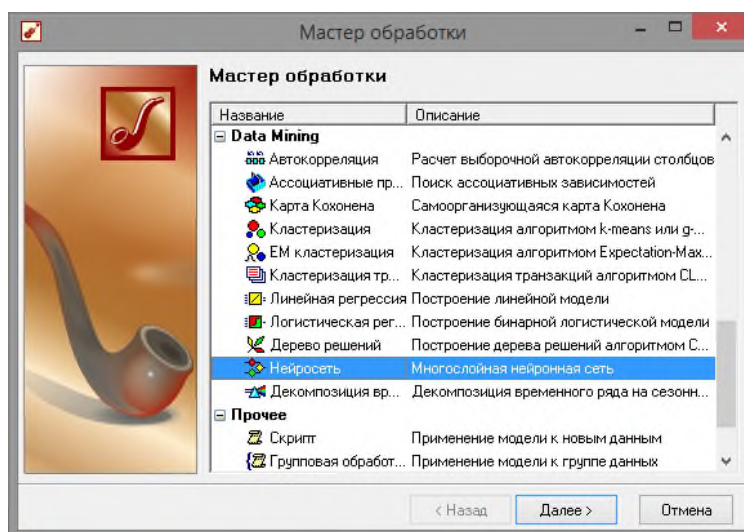 Мастер обработки
Мастер обработки
Название Описание
Data Mining
Автокорреляция Расчет выборочной автокорреляции столбцов
Ассоциативные пр... Поиск ассоциативных зависимостей
Карта Кохонена Самоорганизующаяся карта Кохонена
Кластеризация Кластеризация алгоритмом k-means или g-...
EM кластеризация Кластеризация алгоритмом Expectation-Max...
Кластеризация тр... Кластеризация транзакций алгоритмом CL...
Линейная регрессия Построение линейной модели
Логистическая рег... Построение бинарной логистической модели
Дерево решений Построение дерева решений алгоритмом C...
Нейросеть Многослойная нейронная сеть
Декомпозиция вр... Декомпозиция временного ряда на сезонн...
Прочее
Скрипт Применение модели к новым данным
Групповая обработ... Применение модели к группе данных
< Назад Далее > Отмена